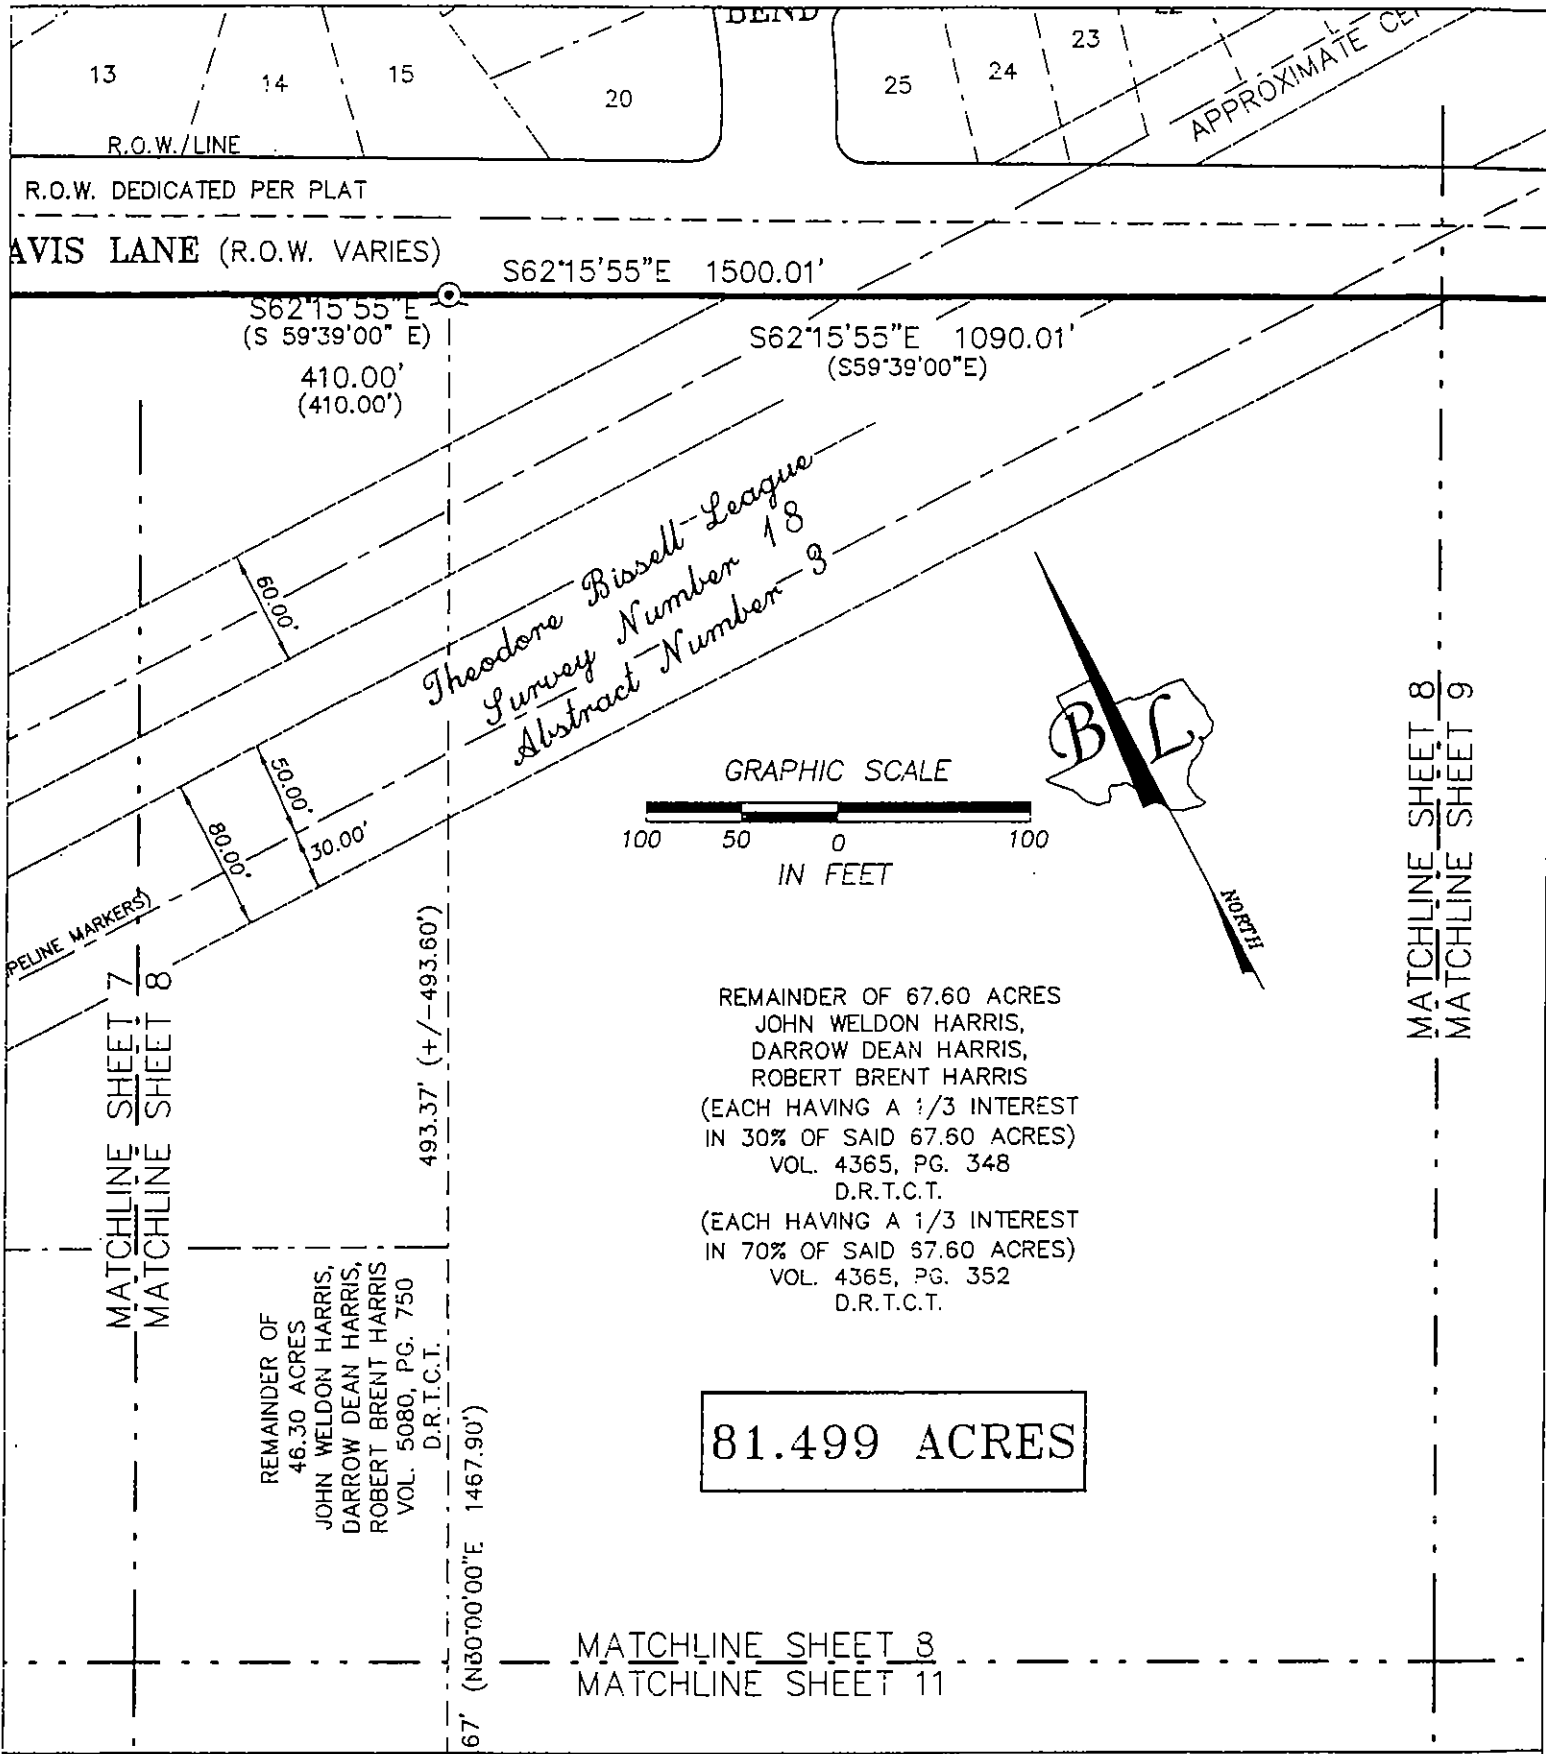 BEND
13
14
15
20
25
24
23
APPROXIMATE
R.O.W./LINE
R.O.W. DEDICATED PER PLAT
AVIS LANE (R.O.W. VARIES)
S62°15'55"E 1500.01'
S62°15'55"E
(S 59°39'00" E)
410.00'
(410.00')
S62°15'55"E 1090.01'
(S59°39'00"E)
Theodore Bissell League
Survey Number 18
Abstract Number 3
60.00'
50.00'
80.00'
30.00'
PELINE MARKERS)
GRAPHIC SCALE
100 50 0 100
IN FEET
B L
NORTH
MATCHLINE SHEET 7
MATCHLINE SHEET 8
MATCHLINE SHEET 8
MATCHLINE SHEET 9
493.37' (+/-493.60')
REMAINDER OF 67.60 ACRES
JOHN WELDON HARRIS,
DARROW DEAN HARRIS,
ROBERT BRENT HARRIS
(EACH HAVING A 1/3 INTEREST
IN 30% OF SAID 67.60 ACRES)
VOL. 4365, PG. 348
D.R.T.C.T.
(EACH HAVING A 1/3 INTEREST
IN 70% OF SAID 67.60 ACRES)
VOL. 4365, PG. 352
D.R.T.C.T.
REMAINDER OF
46.30 ACRES
JOHN WELDON HARRIS,
DARROW DEAN HARRIS,
ROBERT BRENT HARRIS
VOL. 5080, PG. 750
D.R.T.C.T.
81.499 ACRES
67' (N30°00'00"E 1467.90')
MATCHLINE SHEET 8
MATCHLINE SHEET 11